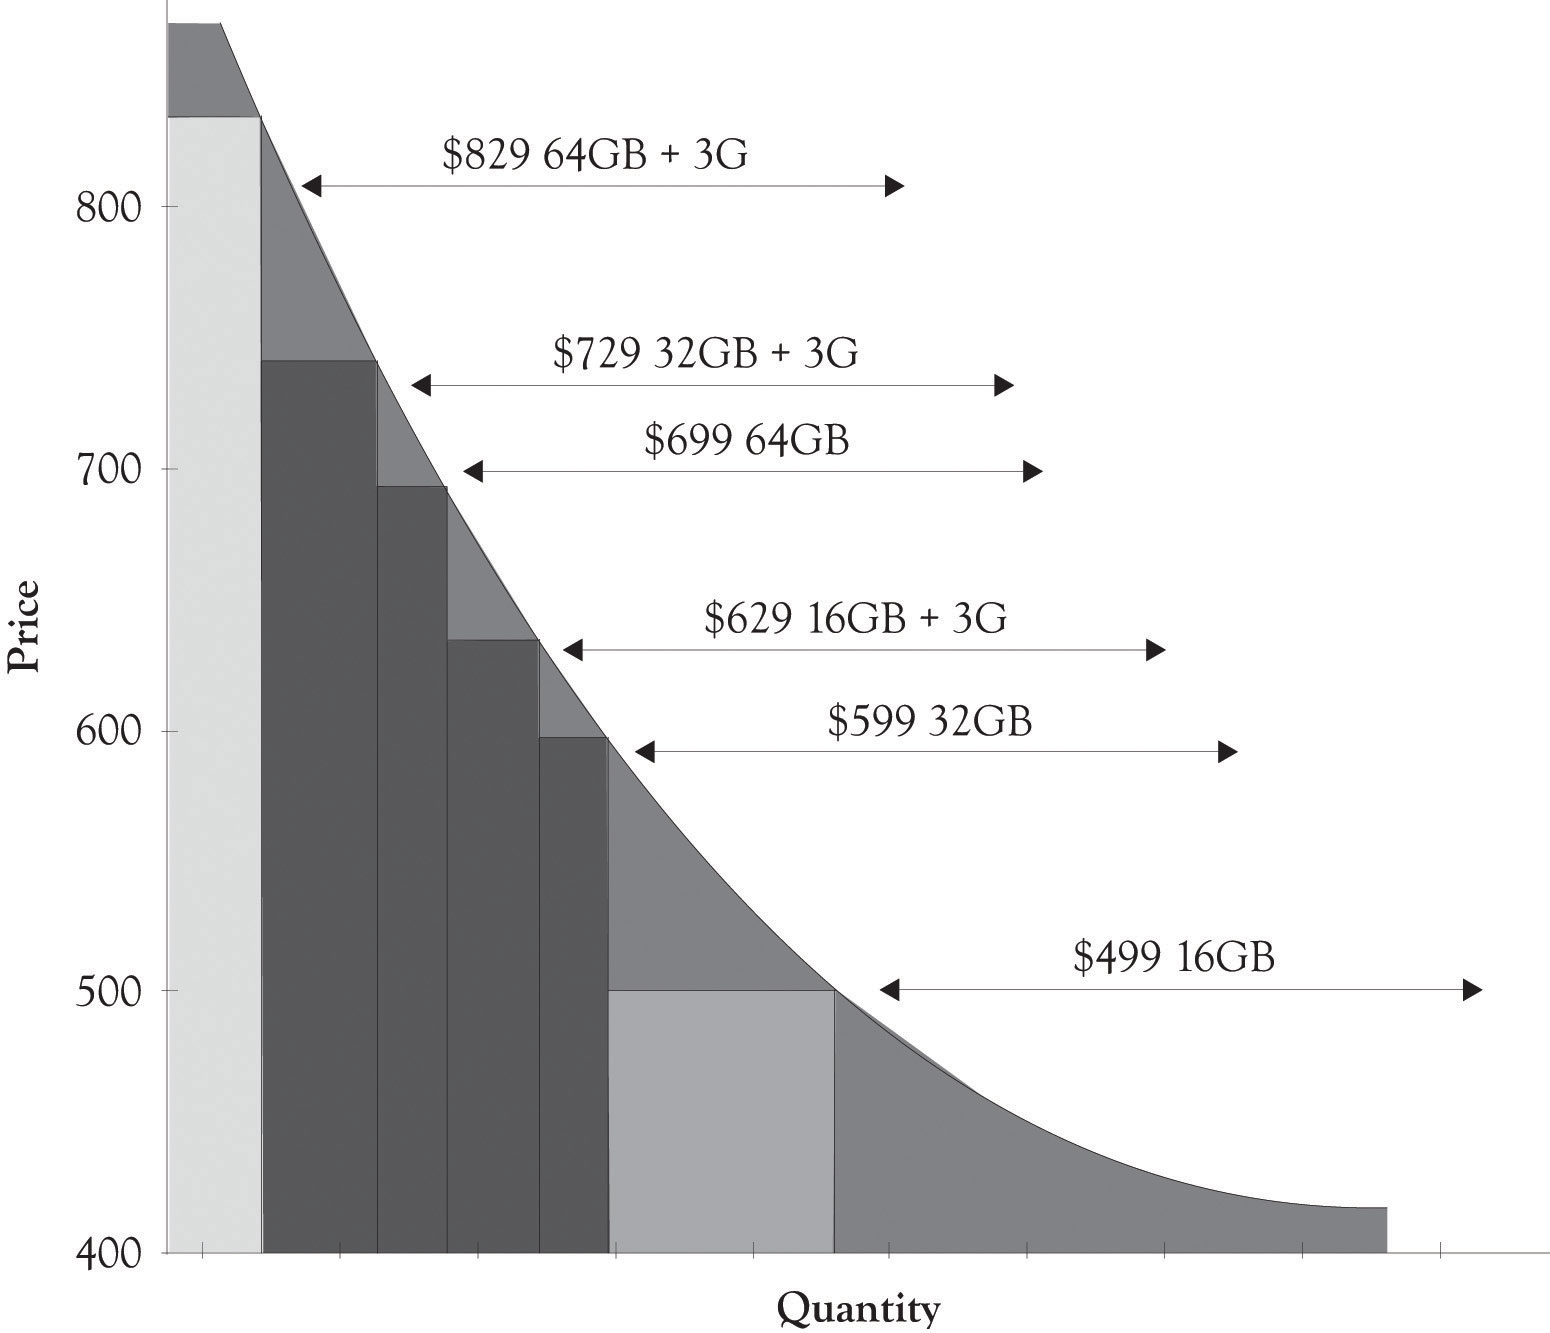 $829 64GB + 3G
800
$729 32GB + 3G
$699 64GB
700
$629 16GB + 3G
Price
$599 32GB
600
$499 16GB
500
400
Quantity